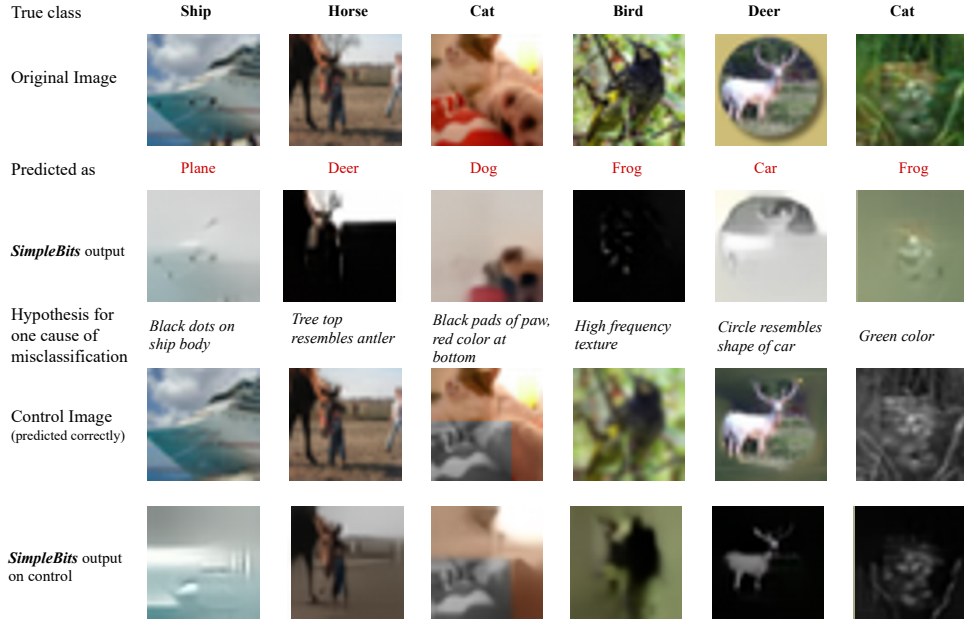 True class Ship Horse Cat Bird Deer Cat
Original Image
Predicted as Plane Deer Dog Frog Car Frog
SimpleBits output
Hypothesis for
one cause of
misclassification
Black dots on
ship body
Tree top
resembles antler
Black pads of paw,
red color at
bottom
High frequency
texture
Circle resembles
shape of car
Green color
Control Image
(predicted correctly)
SimpleBits output
on control